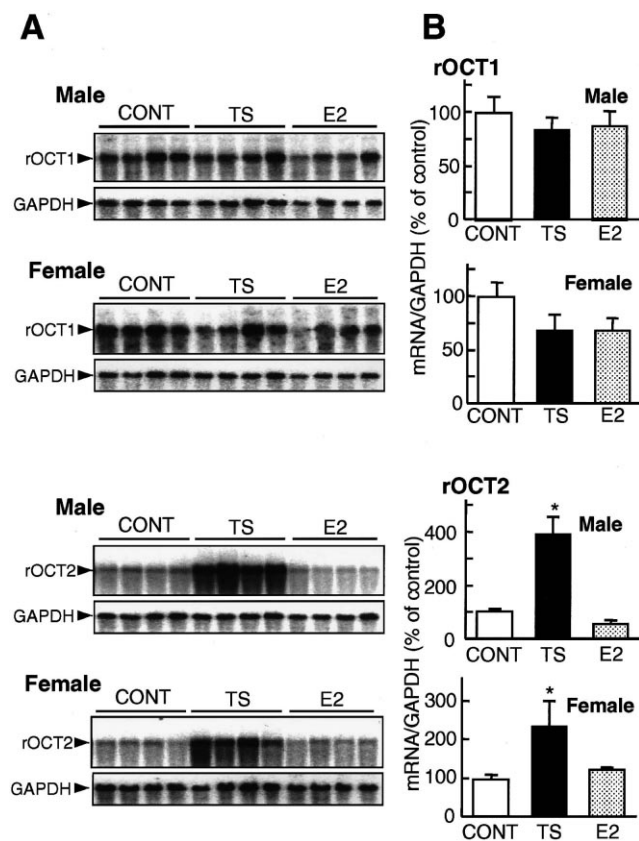 A
Male
CONT TS E2
rOCT1
GAPDH
Female
CONT TS E2
rOCT1
GAPDH
Male
CONT TS E2
rOCT2
GAPDH
Female
CONT TS E2
rOCT2
GAPDH
B
rOCT1
mRNA/GAPDH (% of control)
Male
100
75
50
0
CONT TS E2
Female
100
75
50
0
CONT TS E2
rOCT2
mRNA/GAPDH (% of control)
*
Male
400
200
100
0
CONT TS E2
*
Female
300
200
100
0
CONT TS E2